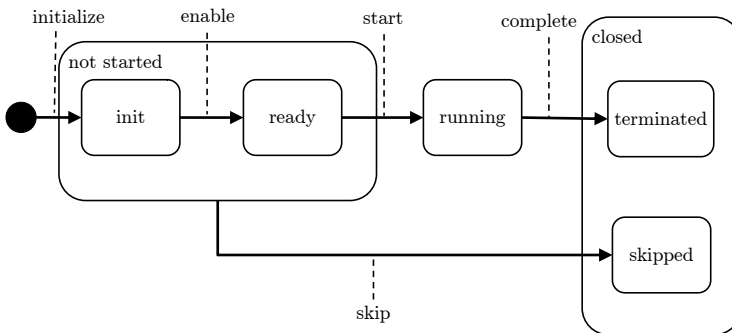 initialize
enable
start
complete
closed
not started
init
ready
running
terminated
skipped
skip